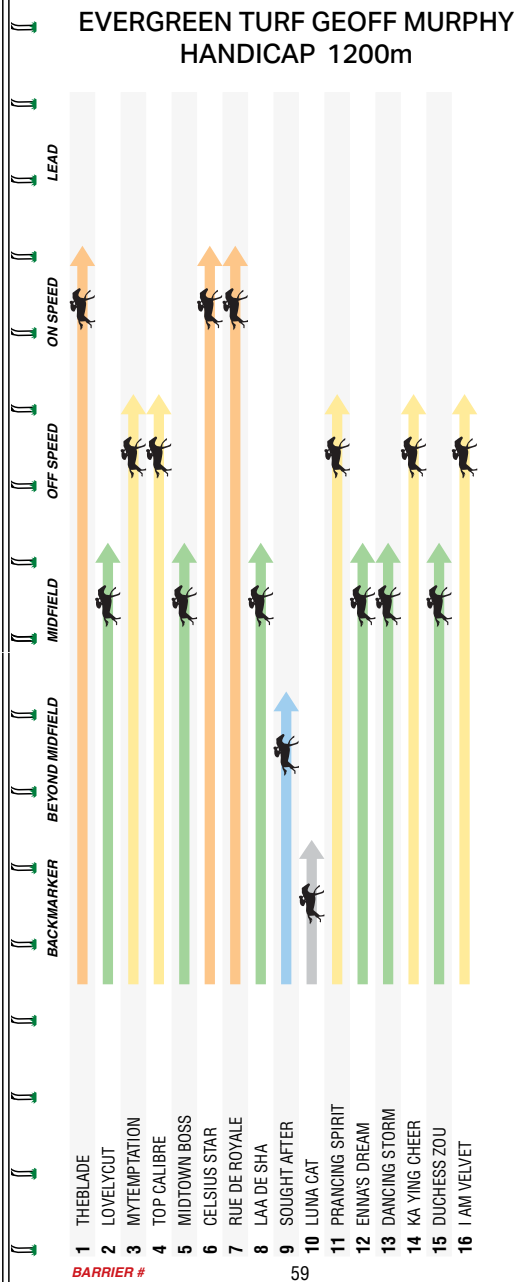 EVERGREEN TURF GEOFF MURPHY
HANDICAP 1200m
LEAD
ON SPEED
OFF SPEED
MIDFIELD
BEYOND MIDFIELD
BACKMARKER
1 THEBLADE
2 LOVELYCUT
3 MYTEMPTATION
4 TOP CALIBRE
5 MIDTOWN BOSS
6 CELSIUS STAR
7 RUE DE ROYALE
8 LAA DE SHA
9 SOUGHT AFTER
10 LUNA CAT
11 PRANCING SPIRIT
12 ENNA'S DREAM
13 DANCING STORM
14 KA YING CHEER
15 DUCHESS ZOU
16 I AM VELVET
BARRIER #
59